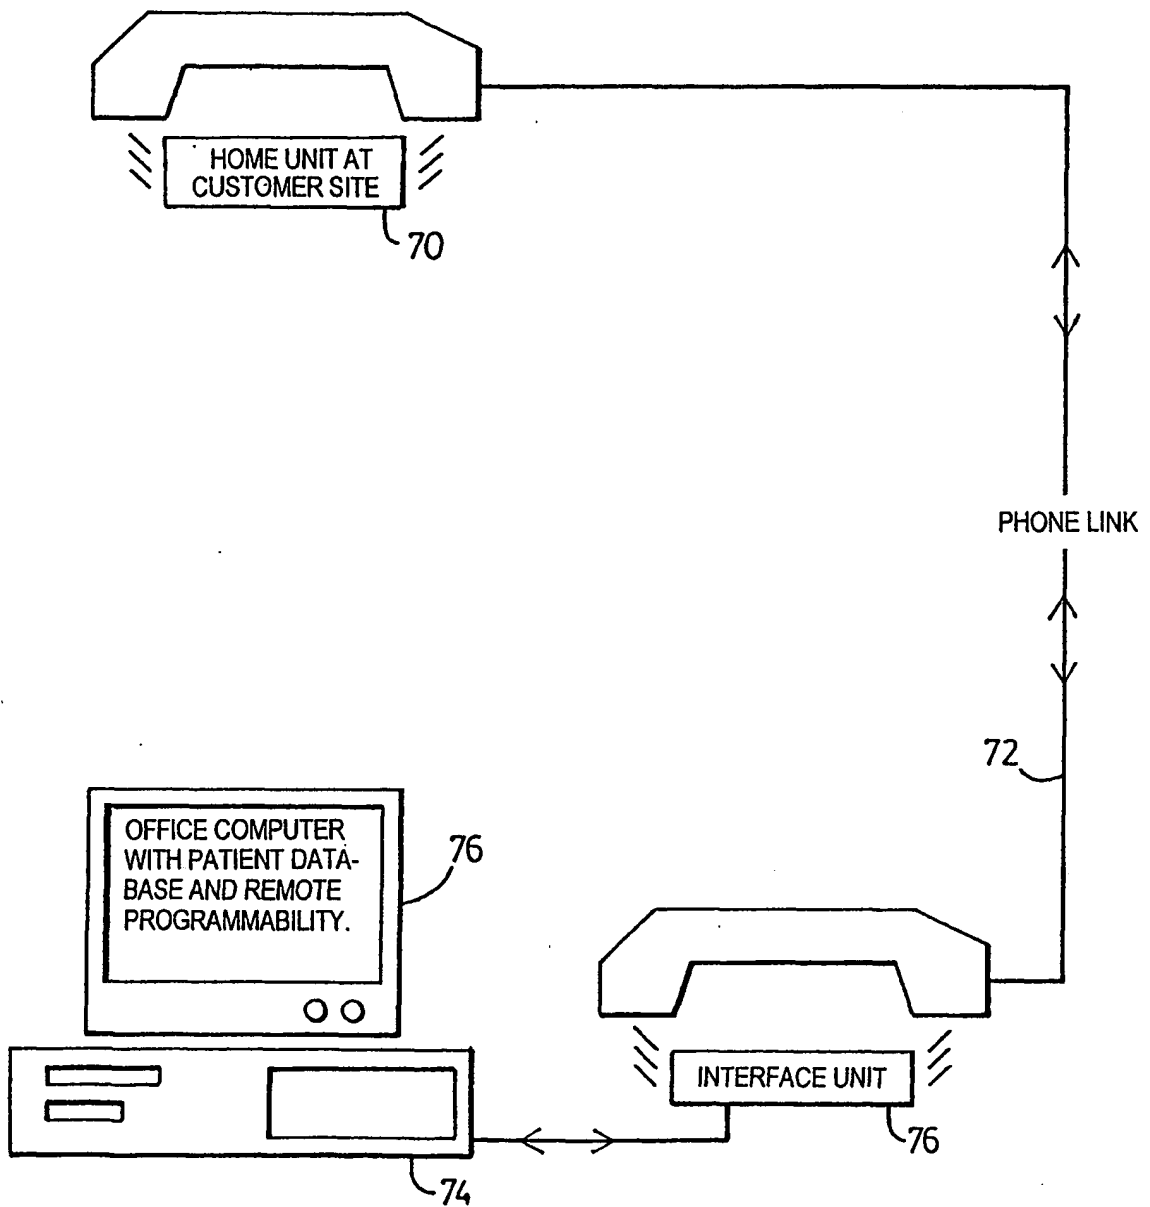 HOME UNIT AT
CUSTOMER SITE
70
PHONE LINK
72
OFFICE COMPUTER
WITH PATIENT DATA-
BASE AND REMOTE
PROGRAMMABILITY.
76
INTERFACE UNIT
76
74